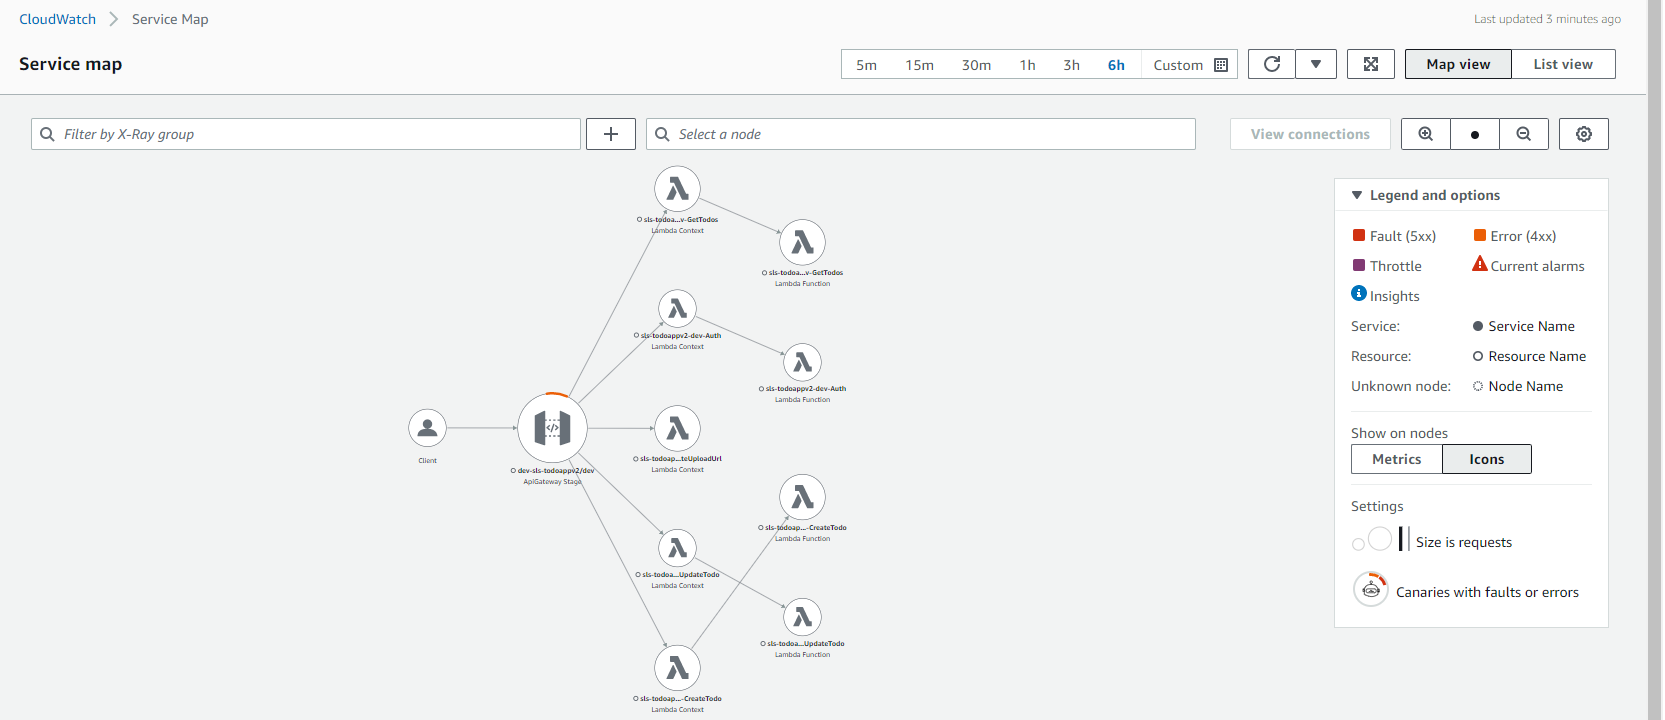 CloudWatch > Service Map
Last updated 3 minutes ago
Service map
5m 15m 30m 1h 3h 6h Custom
Map view List view
Filter by X-Ray group
Select a node
View connections
Legend and options
Fault (5xx) Error (4xx)
Throttle Current alarms
Insights
Service: Service Name
Resource: Resource Name
Unknown node: Node Name
Show on nodes
Metrics Icons
Settings
Size is requests
Canaries with faults or errors
sls-todoa...v-GetTodos
Lambda Context
sls-todoa...v-GetTodos
Lambda Function
sls-todoappv2-dev-Auth
Lambda Context
sls-todoappv2-dev-Auth
Lambda Function
Client
dev-sls-todoappv2/dev
ApiGateway Stage
sls-todoap...teUploadUrl
Lambda Context
sls-todoap...-CreateTodo
Lambda Function
sls-todoa...UpdateTodo
Lambda Context
sls-todoa...UpdateTodo
Lambda Function
sls-todoap...-CreateTodo
Lambda Context